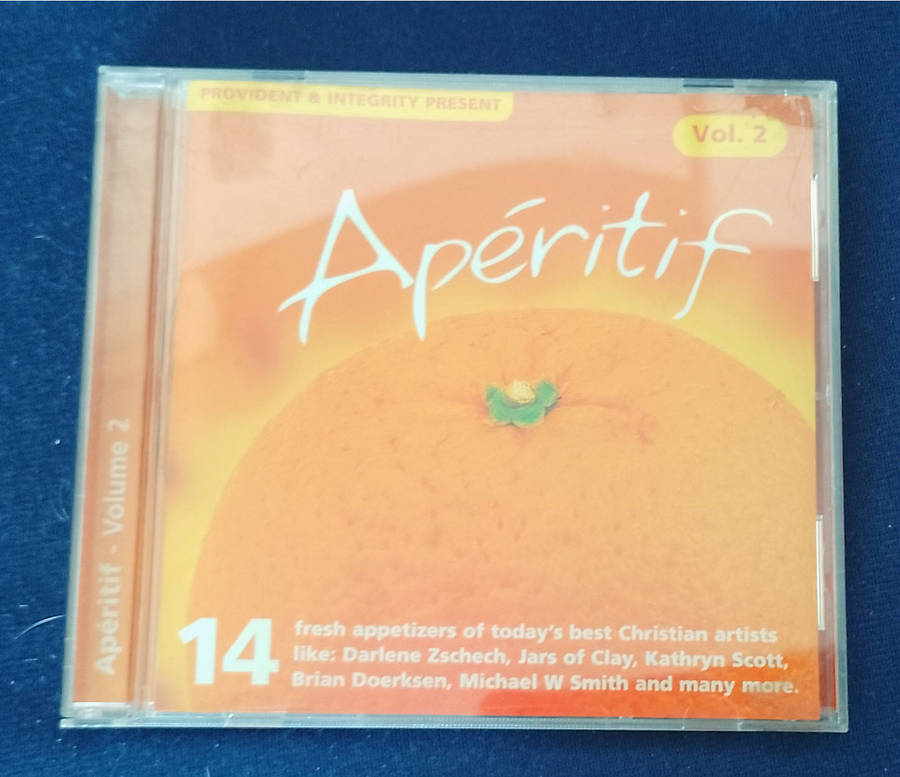 PROVIDENT & INTEGRITY PRESENT
Vol. 2
Apéritif
Apéritif - Volume 2
14
fresh appetizers of today's best Christian artists
like: Darlene Zschech, Jars of Clay, Kathryn Scott,
Brian Doerksen, Michael W Smith and many more.